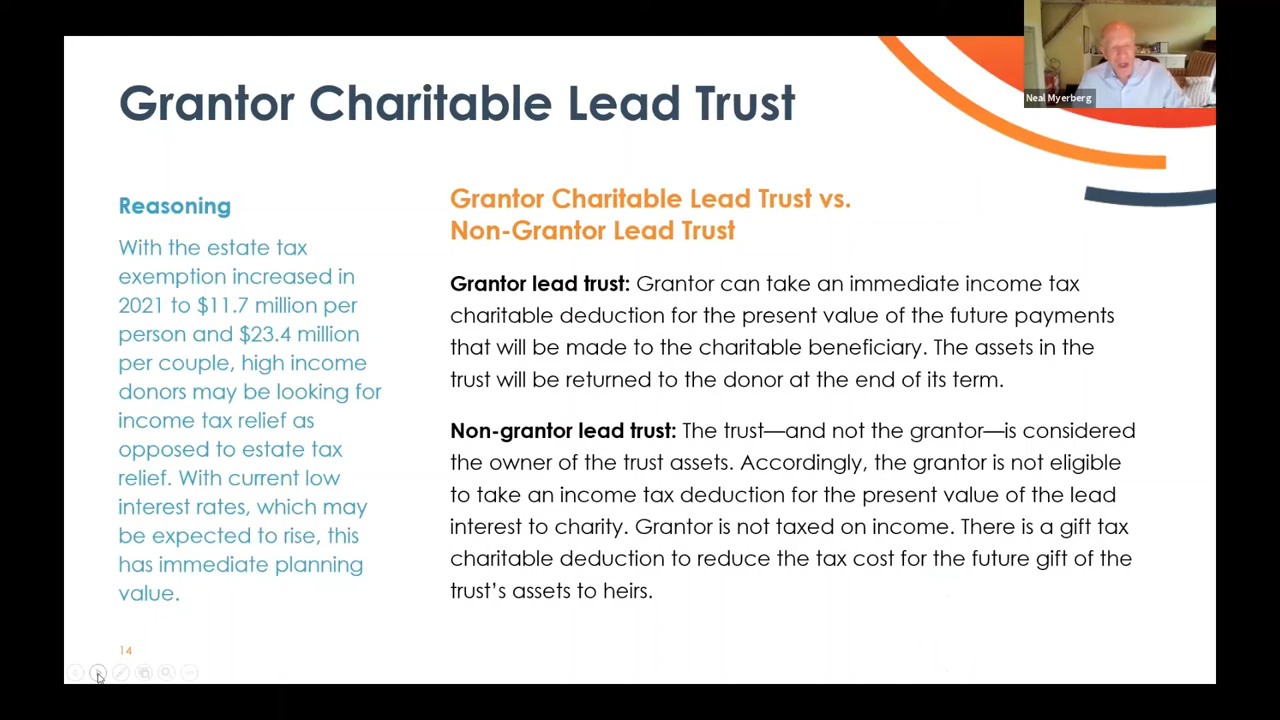 Grantor Charitable Lead Trust
Neal Myerberg
Reasoning
With the estate tax
exemption increased in
2021 to $11.7 million per
person and $23.4 million
per couple, high income
donors may be looking for
income tax relief as
opposed to estate tax
relief. With current low
interest rates, which may
be expected to rise, this
has immediate planning
value.
Grantor Charitable Lead Trust vs.
Non-Grantor Lead Trust
Grantor lead trust: Grantor can take an immediate income tax
charitable deduction for the present value of the future payments
that will be made to the charitable beneficiary. The assets in the
trust will be returned to the donor at the end of its term.
Non-grantor lead trust: The trust—and not the grantor—is considered
the owner of the trust assets. Accordingly, the grantor is not eligible
to take an income tax deduction for the present value of the lead
interest to charity. Grantor is not taxed on income. There is a gift tax
charitable deduction to reduce the tax cost for the future gift of the
trust’s assets to heirs.
14